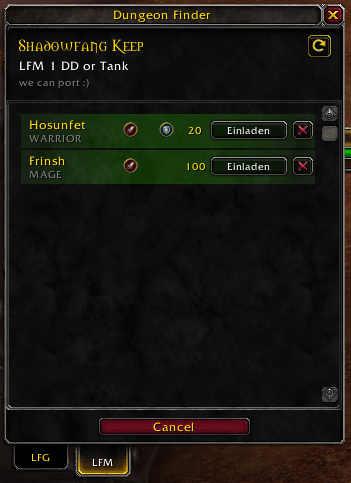 Dungeon Finder
Shadowfang Keep
LFM 1 DD or Tank
we can port :)
Hosunfet 20 Einladen
WARRIOR
Frinsh 100 Einladen
MAGE
Cancel
LFG LFM